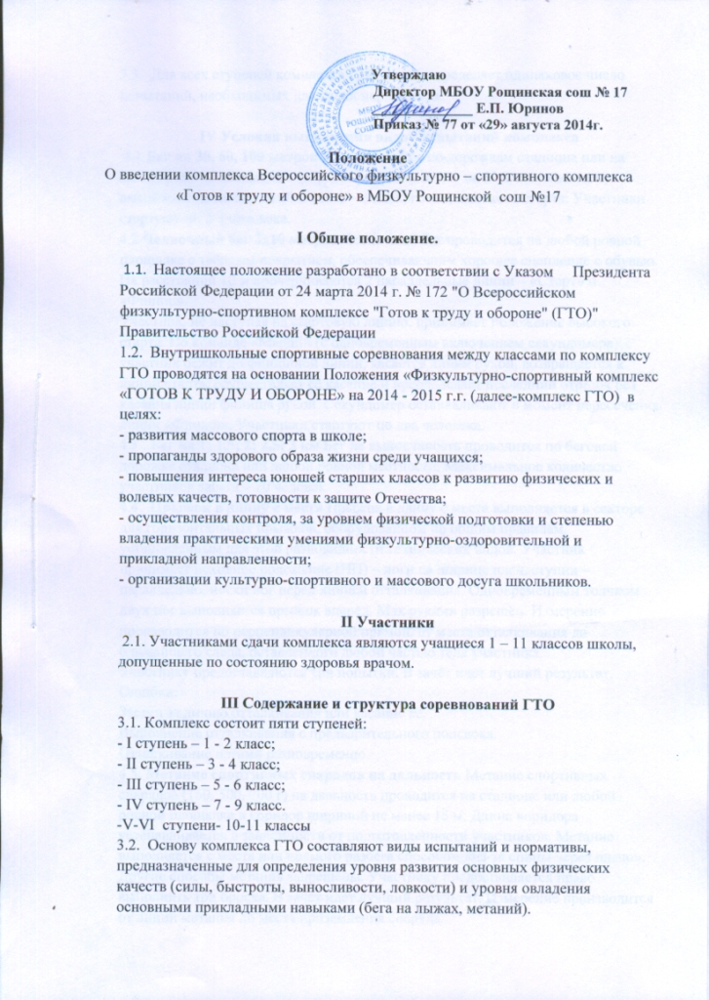 Утверждаю
Директор МБОУ Рощинская сош № 17
Е.П. Юринов
Приказ № 77 от «29» августа 2014г.
Положение
О введении комплекса Всероссийского физкультурно – спортивного комплекса
«Готов к труду и обороне» в МБОУ Рощинской сош №17
I Общие положение.
1.1. Настоящее положение разработано в соответствии с Указом Президента
Российской Федерации от 24 марта 2014 г. № 172 "О Всероссийском
физкультурно-спортивном комплексе "Готов к труду и обороне" (ГТО)"
Правительство Российской Федерации
1.2. Внутришкольные спортивные соревнования между классами по комплексу
ГТО проводятся на основании Положения «Физкультурно-спортивный комплекс
«ГОТОВ К ТРУДУ И ОБОРОНЕ» на 2014 - 2015 г.г. (далее-комплекс ГТО) в
целях:
- развития массового спорта в школе;
- пропаганды здорового образа жизни среди учащихся;
- повышения интереса юношей старших классов к развитию физических и
волевых качеств, готовности к защите Отечества;
- осуществления контроля, за уровнем физической подготовки и степенью
владения практическими умениями физкультурно-оздоровительной и
прикладной направленности;
- организации культурно-спортивного и массового досуга школьников.
II Участники
2.1. Участниками сдачи комплекса являются учащиеся 1 – 11 классов школы,
допущенные по состоянию здоровья врачом.
III Содержание и структура соревнований ГТО
3.1. Комплекс состоит пяти ступеней:
- I ступень – 1 - 2 класс;
- II ступень – 3 - 4 класс;
- III ступень – 5 - 6 класс;
- IV ступень – 7 - 9 класс.
-V-VI ступени- 10-11 классы
3.2. Основу комплекса ГТО составляют виды испытаний и нормативы,
предназначенные для определения уровня развития основных физических
качеств (силы, быстроты, выносливости, ловкости) и уровня овладения
основными прикладными навыками (бега на лыжах, метаний).